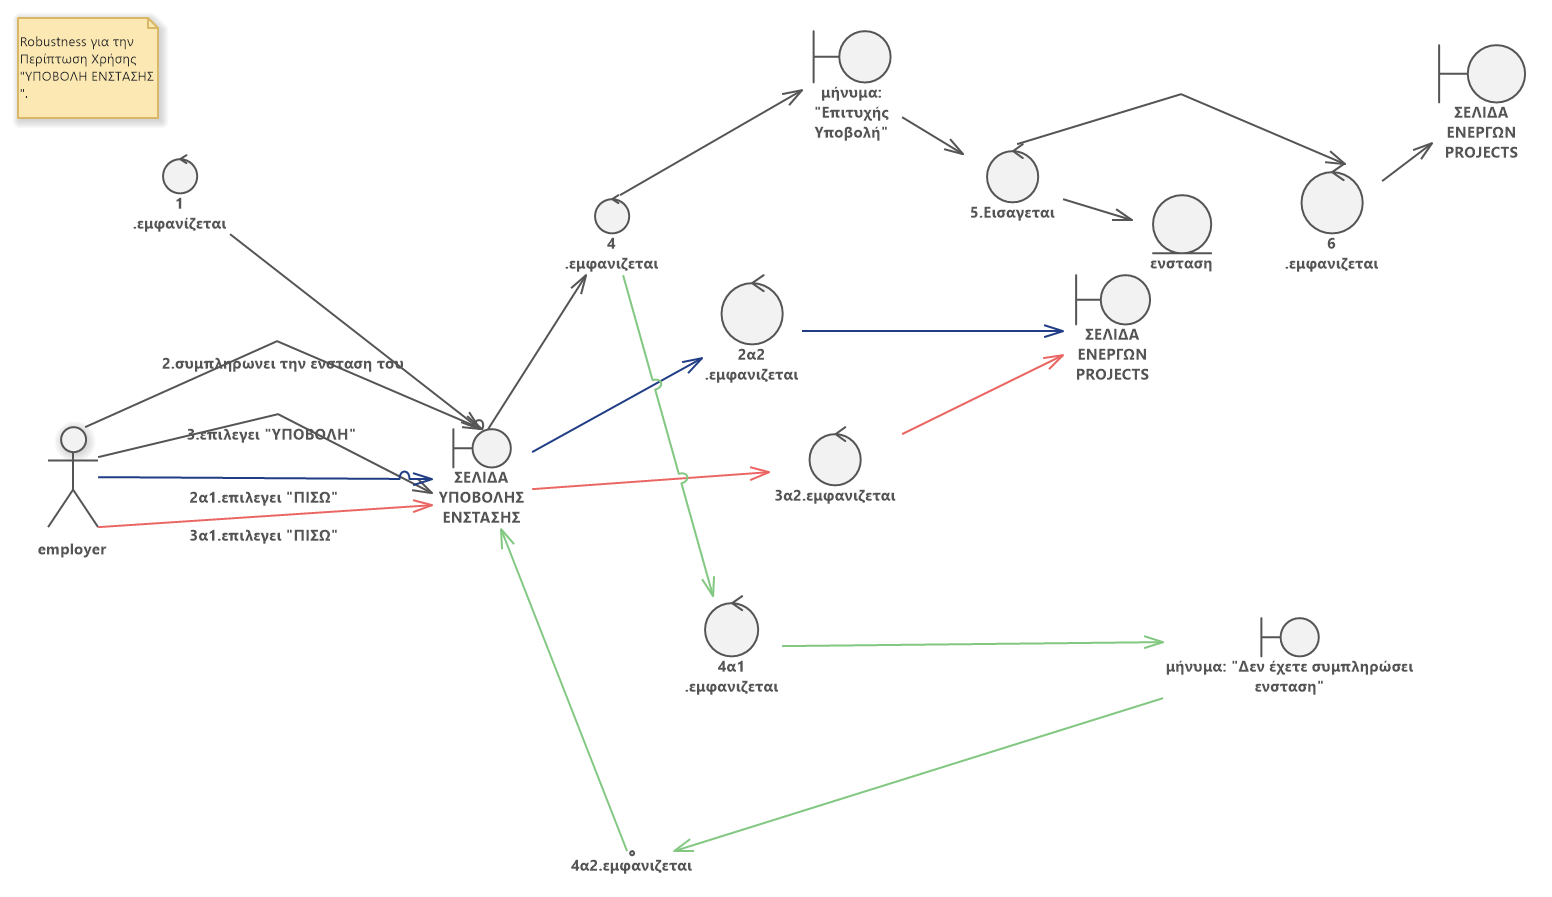 Robustness για την
Περίπτωση Χρήσης
"ΥΠΟΒΟΛΗ ΕΝΣΤΑΣΗΣ
".
μήνυμα:
"Επιτυχής
Υποβολή"
ΣΕΛΙΔΑ
ΕΝΕΡΓΩΝ
PROJECTS
1
.εμφανίζεται
4
.εμφανιζεται
5.Εισαγεται
ενσταση
6
.εμφανιζεται
2.συμπληρωνει την ενσταση του
2α2
.εμφανιζεται
ΣΕΛΙΔΑ
ΕΝΕΡΓΩΝ
PROJECTS
3.επιλεγει "ΥΠΟΒΟΛΗ"
ΣΕΛΙΔΑ
ΥΠΟΒΟΛΗΣ
ΕΝΣΤΑΣΗΣ
2α1.επιλεγει "ΠΙΣΩ"
3α1.επιλεγει "ΠΙΣΩ"
3α2.εμφανιζεται
employer
4α1
.εμφανιζεται
μήνυμα: "Δεν έχετε συμπληρώσει
ενσταση"
4α2.εμφανιζεται